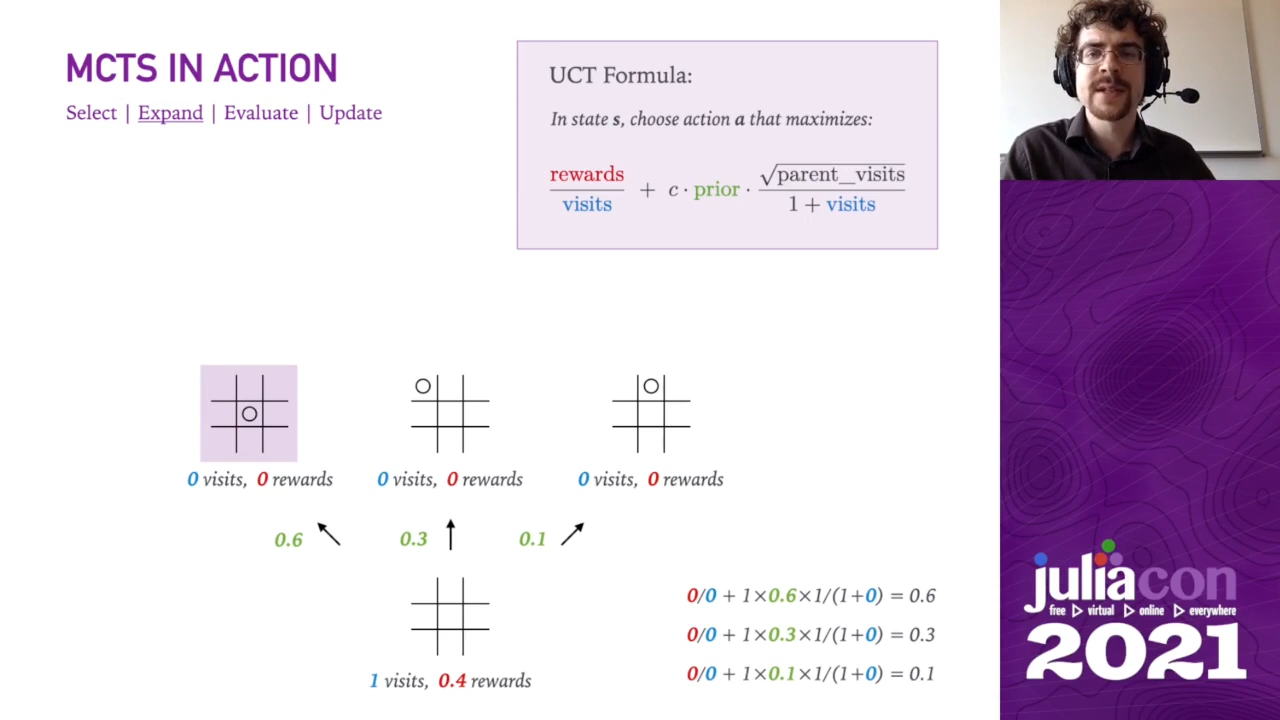 MCTS IN ACTION
Select | Expand | Evaluate | Update
UCT Formula:
In state s, choose action a that maximizes:
rewards/visits + c · prior · √parent_visits/1 + visits
0 visits, 0 rewards
0 visits, 0 rewards
0 visits, 0 rewards
0.6
0.3
0.1
1 visits, 0.4 rewards
0/0 + 1×0.6×1/(1+0) = 0.6
0/0 + 1×0.3×1/(1+0) = 0.3
0/0 + 1×0.1×1/(1+0) = 0.1
juliacon
free ▷ virtual ▷ online ▷ everywhere
2021